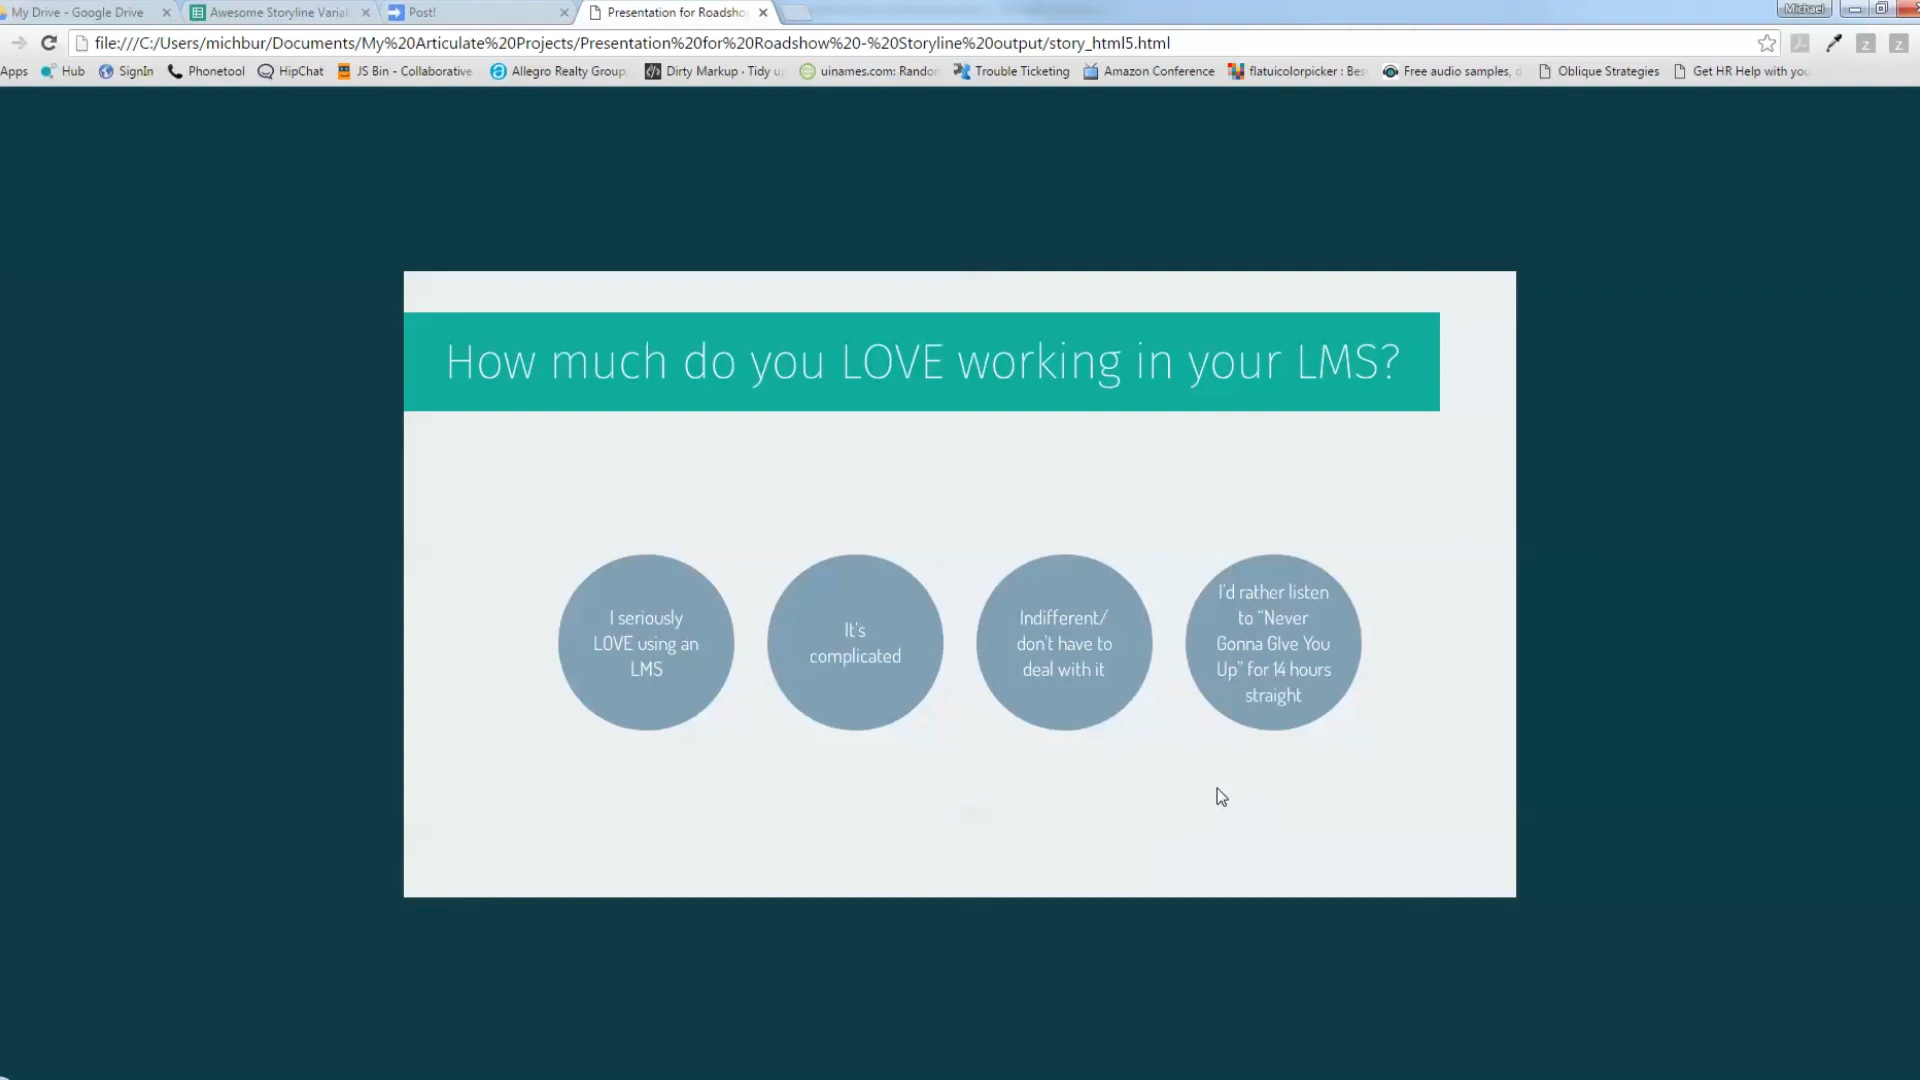 My Drive - Google Drive
Awesome Storyline Varial
Post!
Presentation for Roadsho
Michael
file:///C:/Users/michbur/Documents/My%20Articulate%20Projects/Presentation%20for%20Roadshow%20-%20Storyline%20output/story_html5.html
Apps Hub SignIn Phonetool HipChat JS Bin - Collaborative Allegro Realty Group, Dirty Markup · Tidy u uinames.com: Randor Trouble Ticketing Amazon Conference flatuicolorpicker : Bes Free audio samples, Oblique Strategies Get HR Help with you
How much do you LOVE working in your LMS?
I seriously
LOVE using an
LMS
It's
complicated
Indifferent/
don't have to
deal with it
I'd rather listen
to "Never
Gonna GIve You
Up" for 14 hours
straight